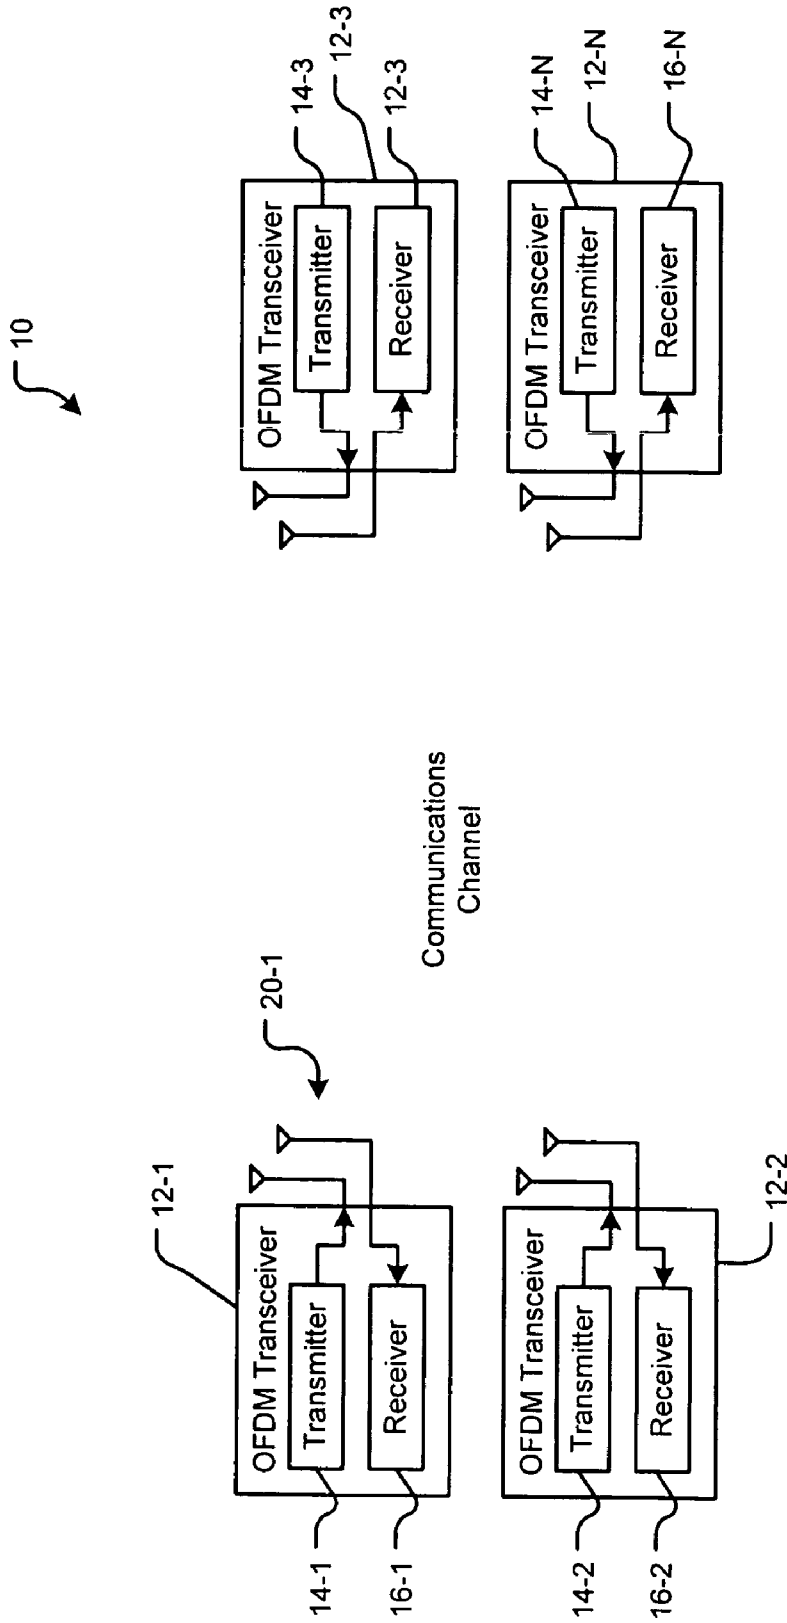 10
12-1
OFDM Transceiver
Transmitter
Receiver
14-1
16-1
20-1
OFDM Transceiver
Transmitter
Receiver
14-3
12-3
12-3
Communications
Channel
OFDM Transceiver
Transmitter
Receiver
14-2
16-2
12-2
OFDM Transceiver
Transmitter
Receiver
14-N
12-N
16-N